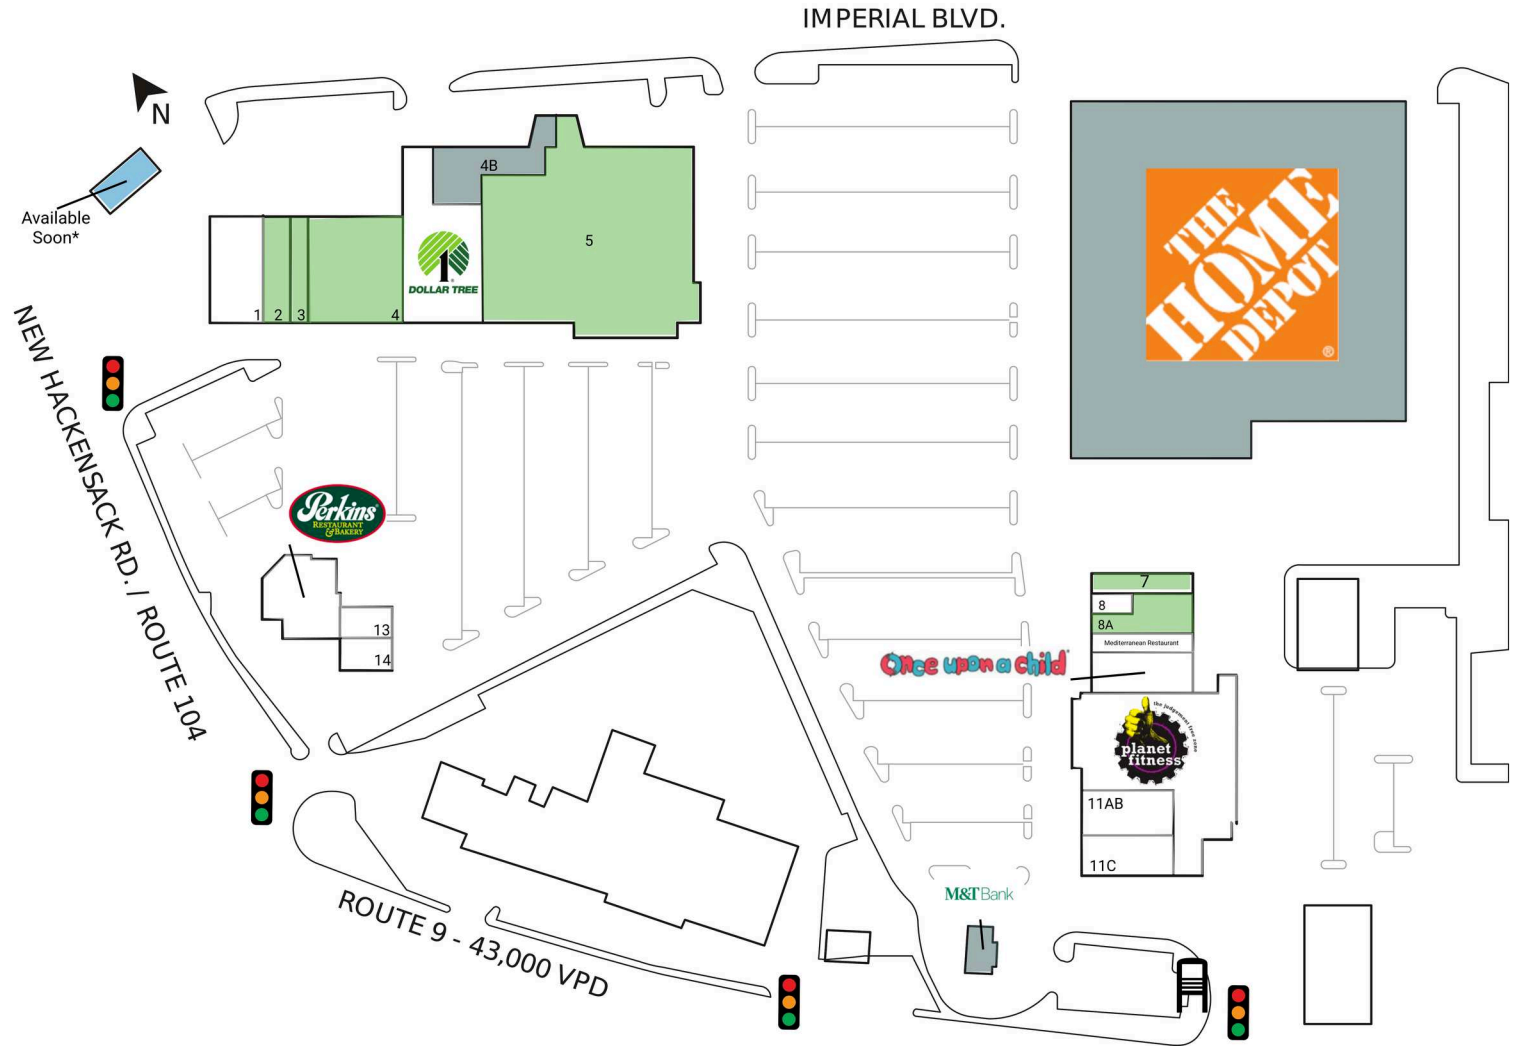 IMPERIAL BLVD.
N
Available
Soon*
4B
5
1
2
3
4
DOLLAR TREE
THE
HOME
DEPOT
®
NEW HACKENSACK RD. / ROUTE 104
Perkins
RESTAURANT
& BAKERY
13
14
7
8
8A
Mediterranean Restaurant
Once upon a child
the judgement free zone
planet
fitness
11AB
11C
M&T Bank
ROUTE 9 - 43,000 VPD